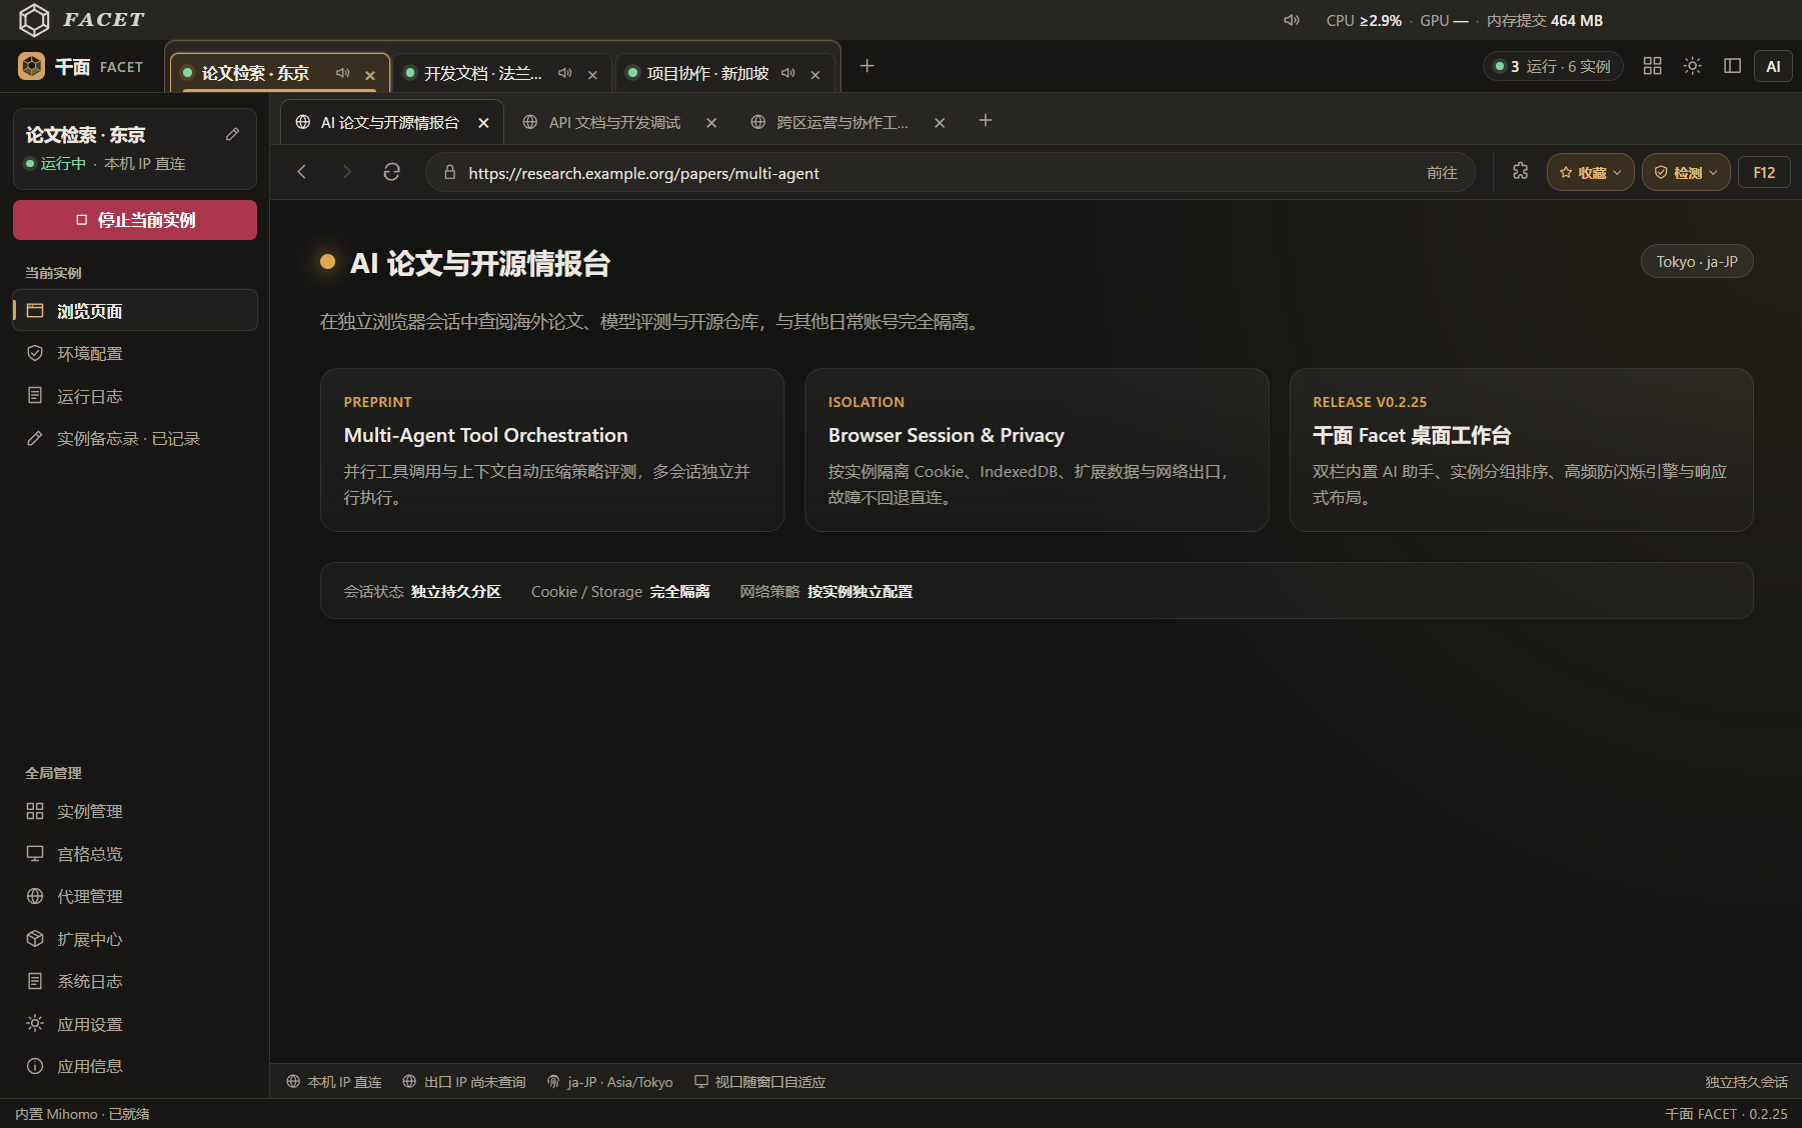 FACET
CPU ≥2.9% · GPU — · 内存提交 464 MB
千面 FACET
论文检索 · 东京
开发文档 · 法兰...
项目协作 · 新加坡
3 运行 · 6 实例
AI
论文检索 · 东京
运行中 · 本机 IP 直连
停止当前实例
当前实例
浏览页面
环境配置
运行日志
实例备忘录 · 已记录
全局管理
实例管理
宫格总览
代理管理
扩展中心
系统日志
应用设置
应用信息
AI 论文与开源情报台
API 文档与开发调试
跨区运营与协作工...
https://research.example.org/papers/multi-agent
前往
收藏
检测
F12
AI 论文与开源情报台
Tokyo · ja-JP
在独立浏览器会话中查阅海外论文、模型评测与开源仓库，与其他日常账号完全隔离。
PREPRINT
Multi-Agent Tool Orchestration
并行工具调用与上下文自动压缩策略评测，多会话独立并
行执行。
ISOLATION
Browser Session & Privacy
按实例隔离 Cookie、IndexedDB、扩展数据与网络出口，
故障不回退直连。
RELEASE V0.2.25
千面 Facet 桌面工作台
双栏内置 AI 助手、实例分组排序、高频防闪烁引擎与响应
式布局。
会话状态 独立持久分区
Cookie / Storage 完全隔离
网络策略 按实例独立配置
本机 IP 直连
出口 IP 尚未查询
ja-JP · Asia/Tokyo
视口随窗口自适应
独立持久会话
内置 Mihomo · 已就绪
千面 FACET · 0.2.25